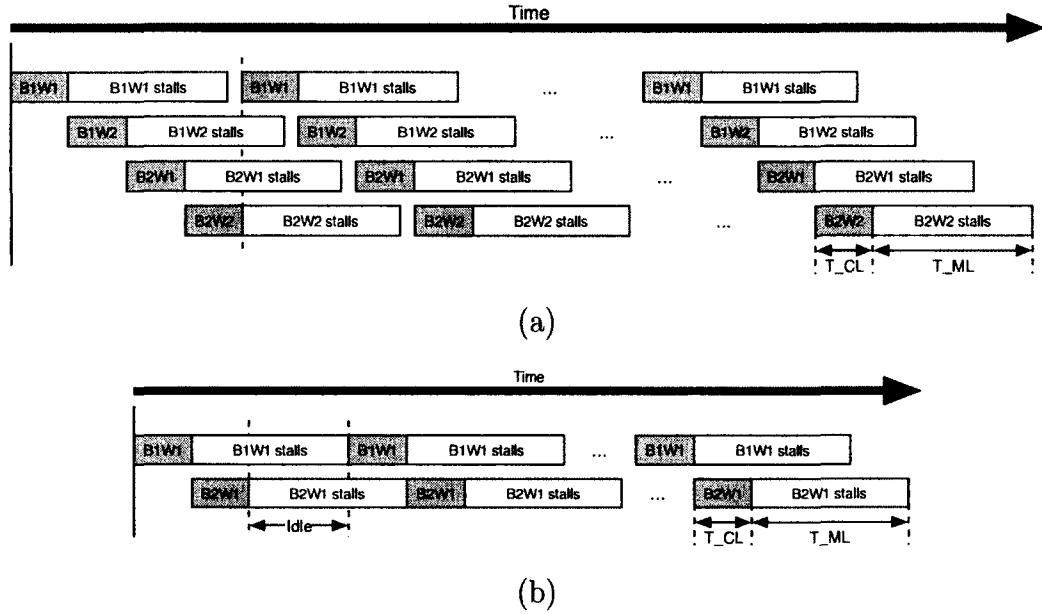 Time
B1W1 B1W1 stalls B1W1 B1W1 stalls ... B1W1 B1W1 stalls
B1W2 B1W2 stalls B1W2 B1W2 stalls ... B1W2 B1W2 stalls
B2W1 B2W1 stalls B2W1 B2W1 stalls ... B2W1 B2W1 stalls
B2W2 B2W2 stalls B2W2 B2W2 stalls ... B2W2 B2W2 stalls
T_CL T_ML
(a)
Time
B1W1 B1W1 stalls B1W1 B1W1 stalls ... B1W1 B1W1 stalls
B2W1 B2W1 stalls B2W1 B2W1 stalls ... B2W1 B2W1 stalls
Idle T_CL T_ML
(b)